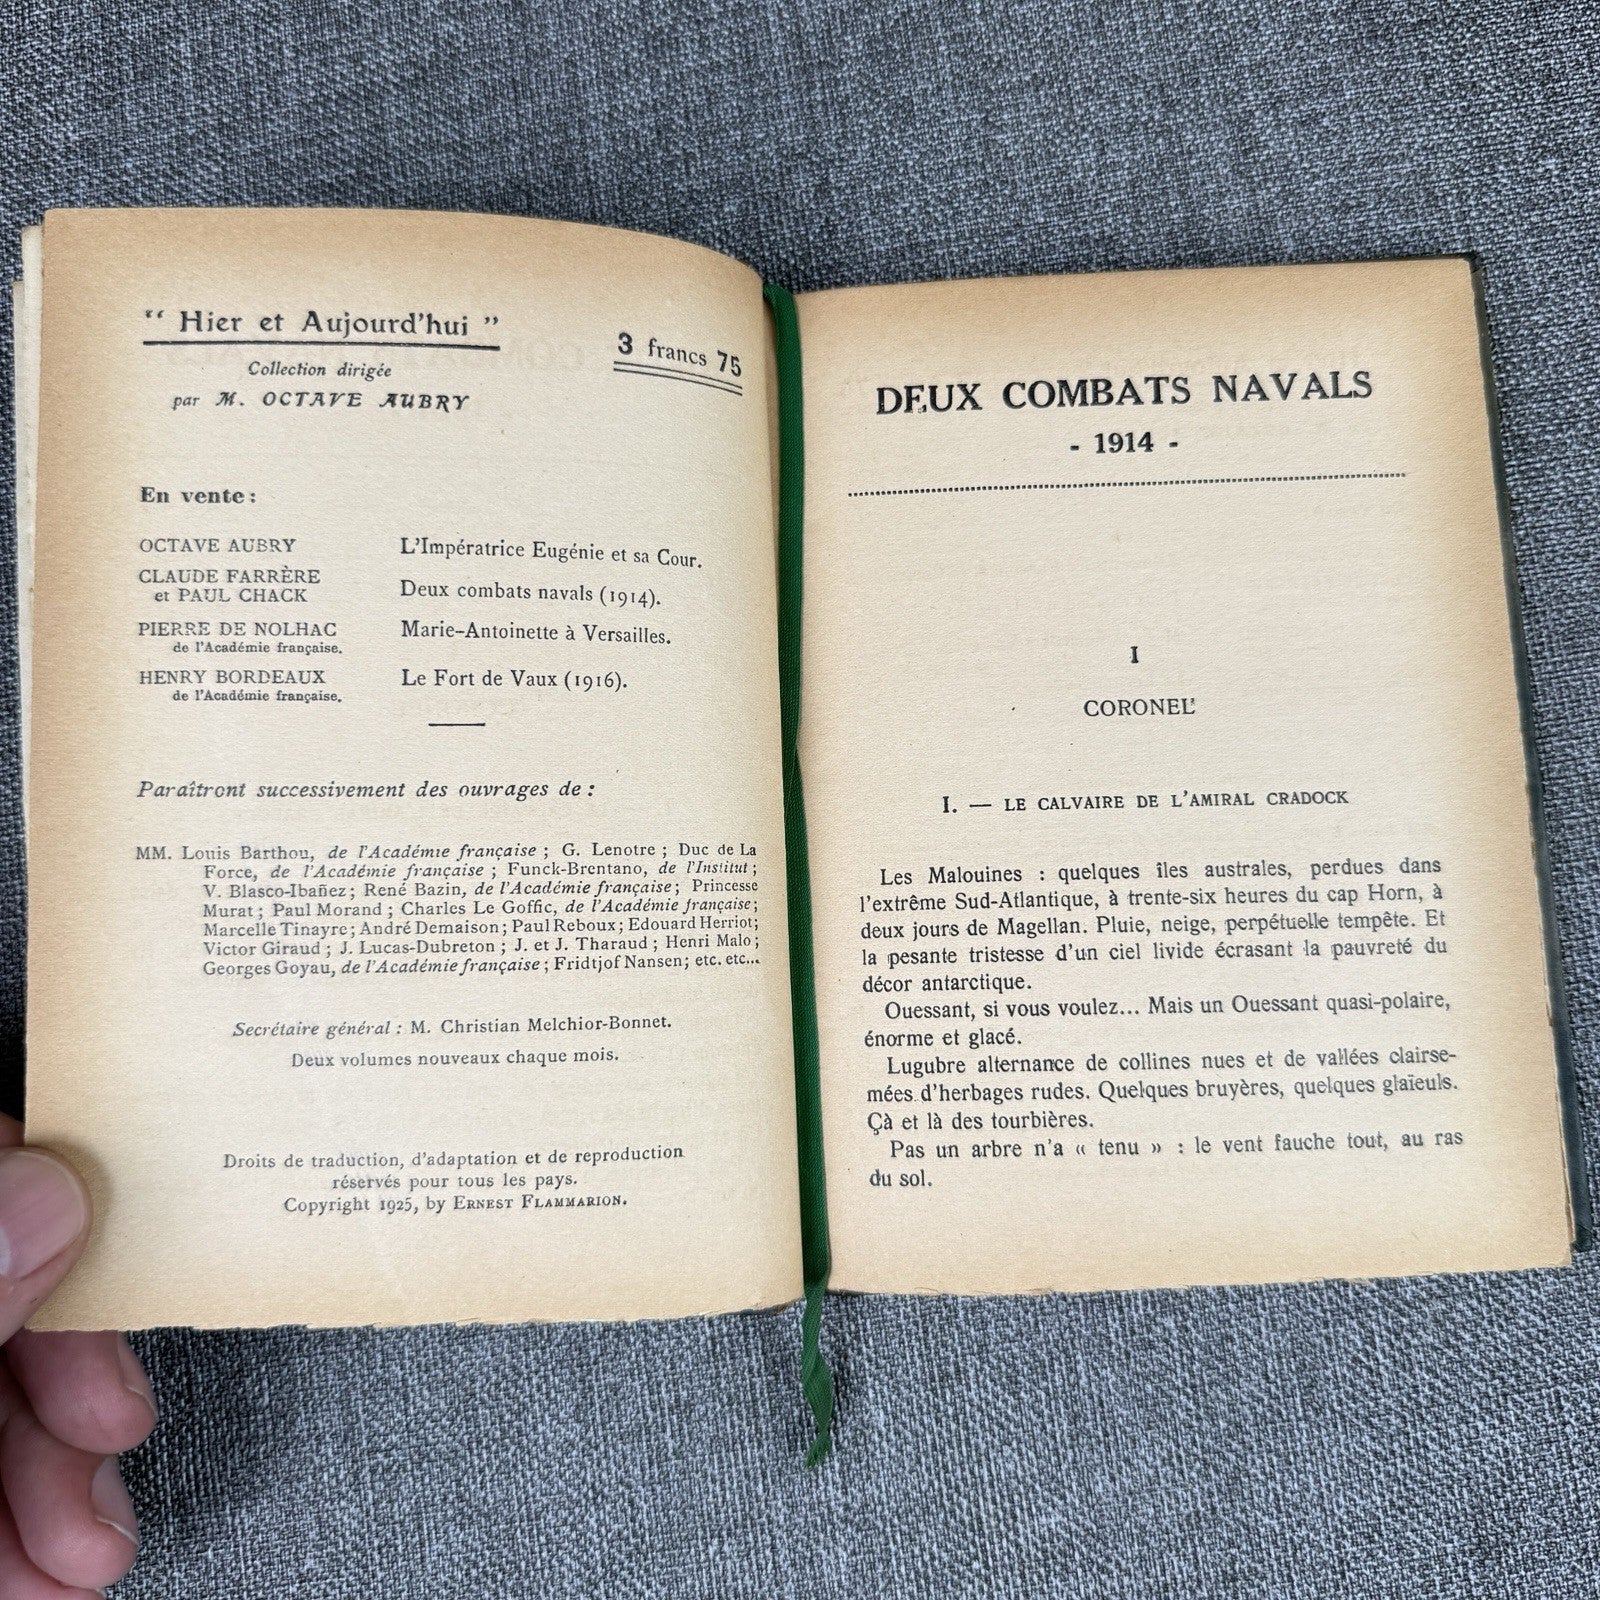 “ Hier et Aujourd'hui ”
3 francs 75
Collection dirigée
par M. OCTAVE AUBRY
En vente :
OCTAVE AUBRY L'Impératrice Eugénie et sa Cour.
CLAUDE FARRÈRE
et PAUL CHACK Deux combats navals (1914).
PIERRE DE NOLHAC Marie-Antoinette à Versailles.
de l'Académie française.
HENRY BORDEAUX Le Fort de Vaux (1916).
de l'Académie française.
Paraîtront successivement des ouvrages de :
MM. Louis Barthou, de l'Académie française ; G. Lenotre ; Duc de La
Force, de l'Académie française ; Funck-Brentano, de l'Institut ;
V. Blasco-Ibañez ; René Bazin, de l'Académie française ; Princesse
Murat ; Paul Morand ; Charles Le Goffic, de l'Académie française ;
Marcelle Tinayre ; André Demaison ; Paul Reboux ; Edouard Herriot ;
Victor Giraud ; J. Lucas-Dubreton ; J. et J. Tharaud ; Henri Malo ;
Georges Goyau, de l'Académie française ; Fridtjof Nansen ; etc. etc...
Secrétaire général : M. Christian Melchior-Bonnet.
Deux volumes nouveaux chaque mois.
Droits de traduction, d'adaptation et de reproduction
réservés pour tous les pays.
Copyright 1925, by ERNEST FLAMMARION.
DEUX COMBATS NAVALS
- 1914 -
I
CORONEL
I. — LE CALVAIRE DE L'AMIRAL CRADOCK
Les Malouines : quelques îles australes, perdues dans
l'extrême Sud-Atlantique, à trente-six heures du cap Horn, à
deux jours de Magellan. Pluie, neige, perpétuelle tempête. Et
la pesante tristesse d'un ciel livide écrasant la pauvreté du
décor antarctique.
Ouessant, si vous voulez... Mais un Ouessant quasi-polaire,
énorme et glacé.
Lugubre alternance de collines nues et de vallées clairse-
mées d'herbages rudes. Quelques bruyères, quelques glaïeuls.
Çà et là des tourbières.
Pas un arbre n'a « tenu » : le vent fauche tout, au ras
du sol.